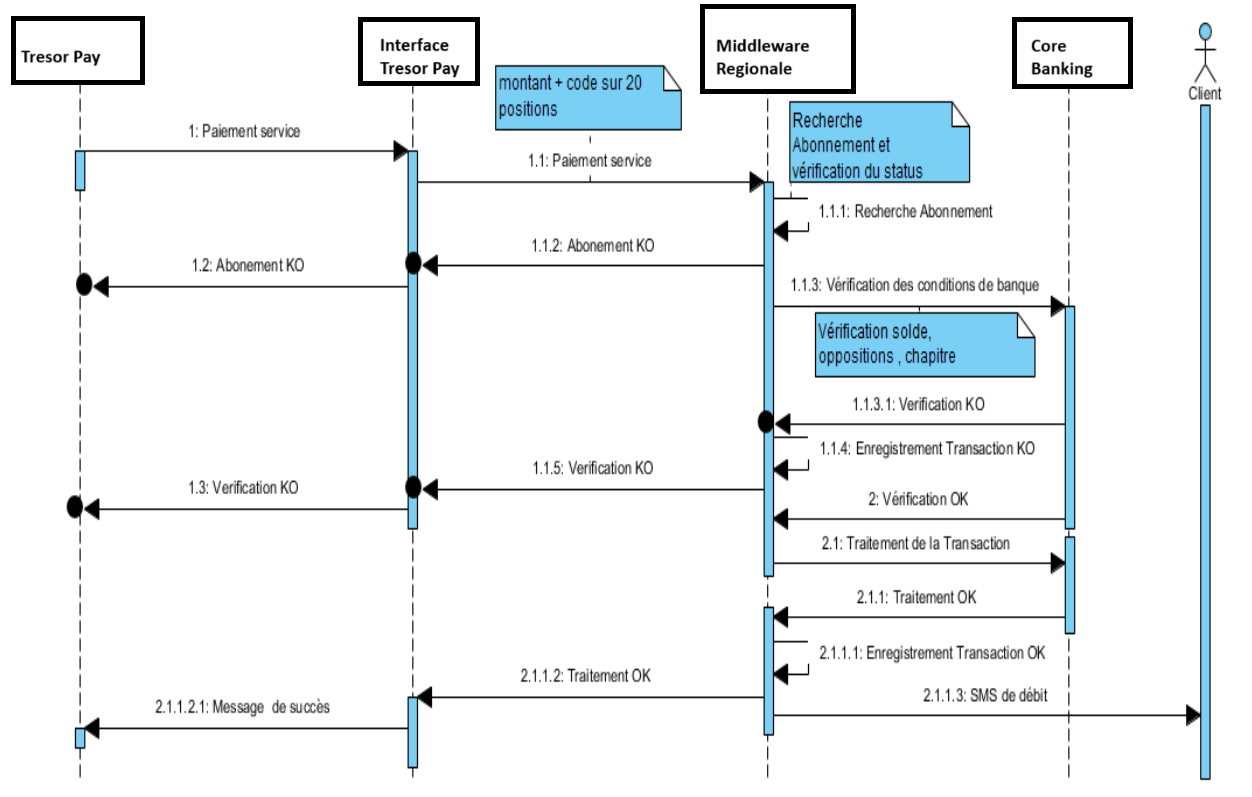 Tresor Pay
Interface
Tresor Pay
Middleware
Regionale
Core
Banking
Client
montant + code sur 20
positions
Recherche
Abonnement et
vérification du status
1: Paiement service
1.1: Paiement service
1.1.1: Recherche Abonnement
1.1.2: Abonement KO
1.2: Abonement KO
1.1.3: Vérification des conditions de banque
Vérification solde,
oppositions , chapitre
1.1.3.1: Verification KO
1.1.4: Enregistrement Transaction KO
1.1.5: Verification KO
1.3: Verification KO
2: Vérification OK
2.1: Traitement de la Transaction
2.1.1: Traitement OK
2.1.1.1: Enregistrement Transaction OK
2.1.1.2: Traitement OK
2.1.1.3: SMS de débit
2.1.1.2.1: Message de succès